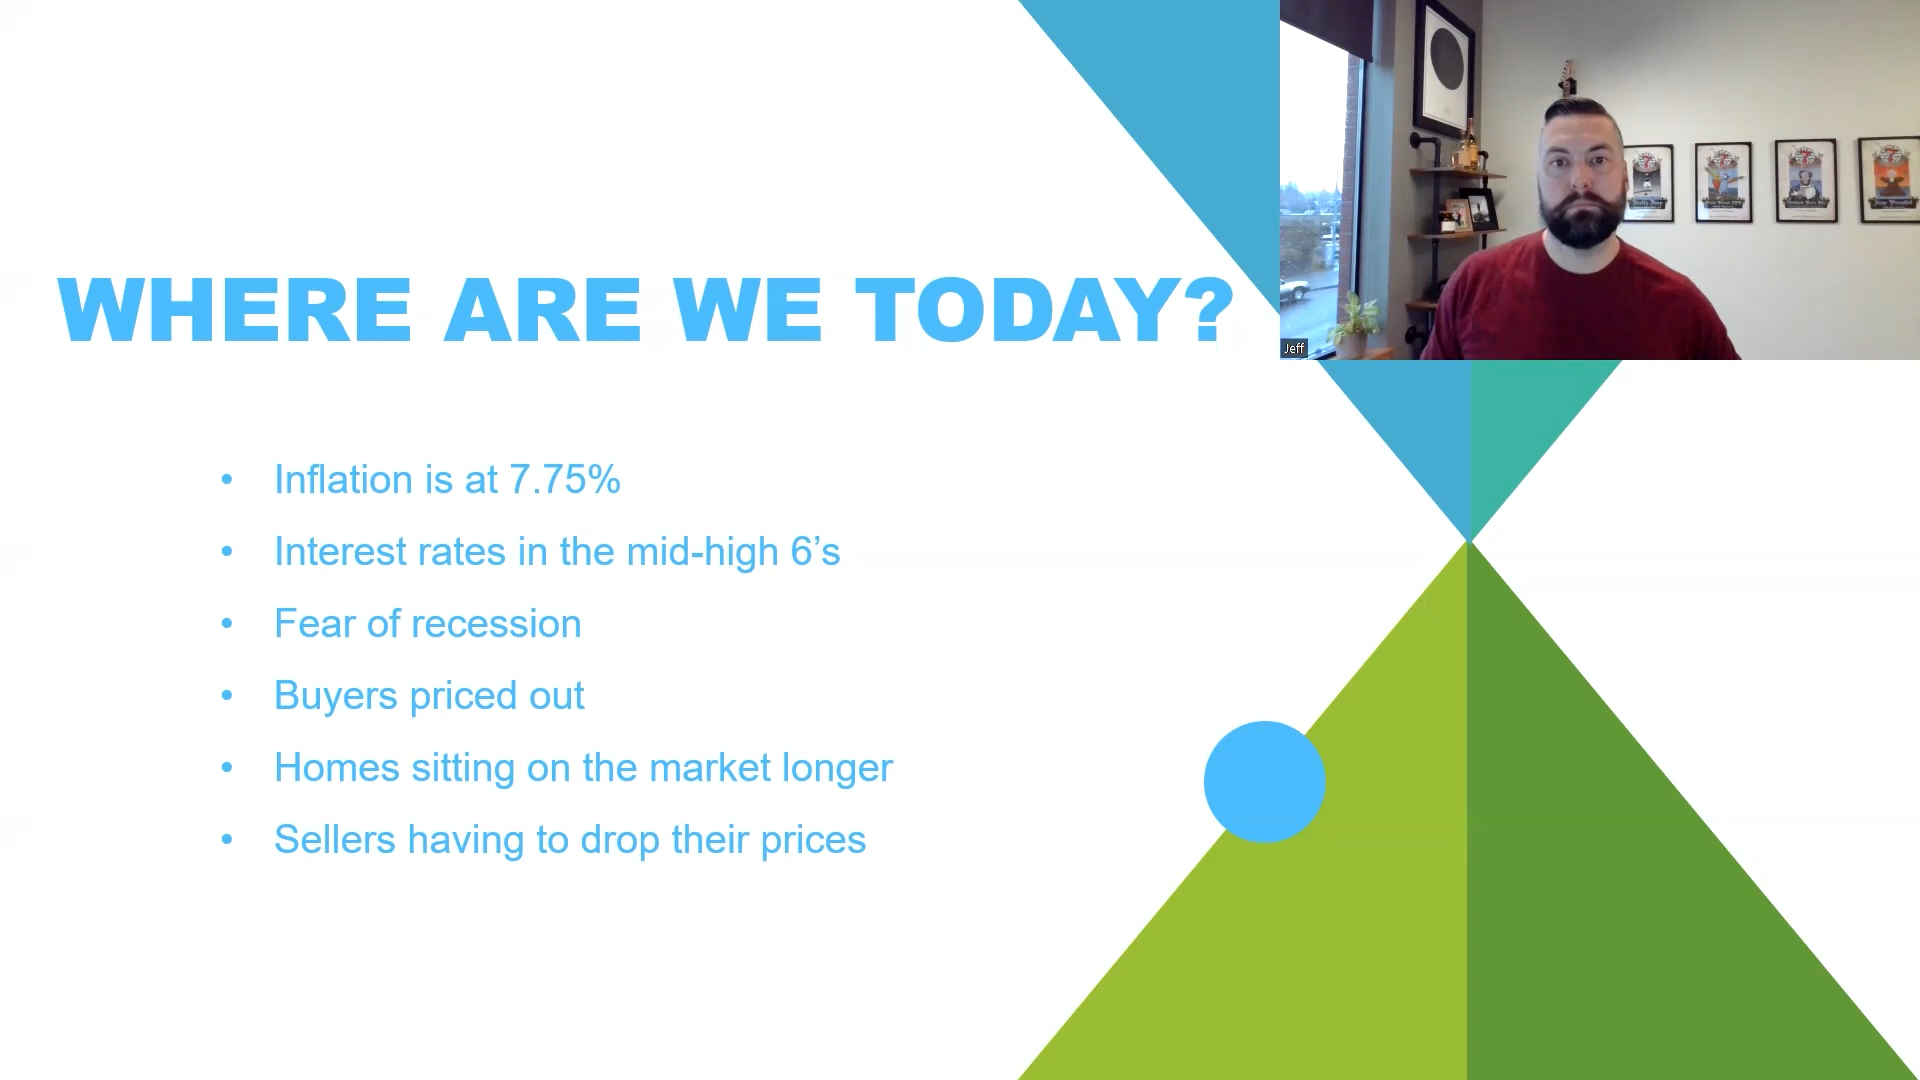 WHERE ARE WE TODAY?
Jeff
• Inflation is at 7.75%
• Interest rates in the mid-high 6’s
• Fear of recession
• Buyers priced out
• Homes sitting on the market longer
• Sellers having to drop their prices